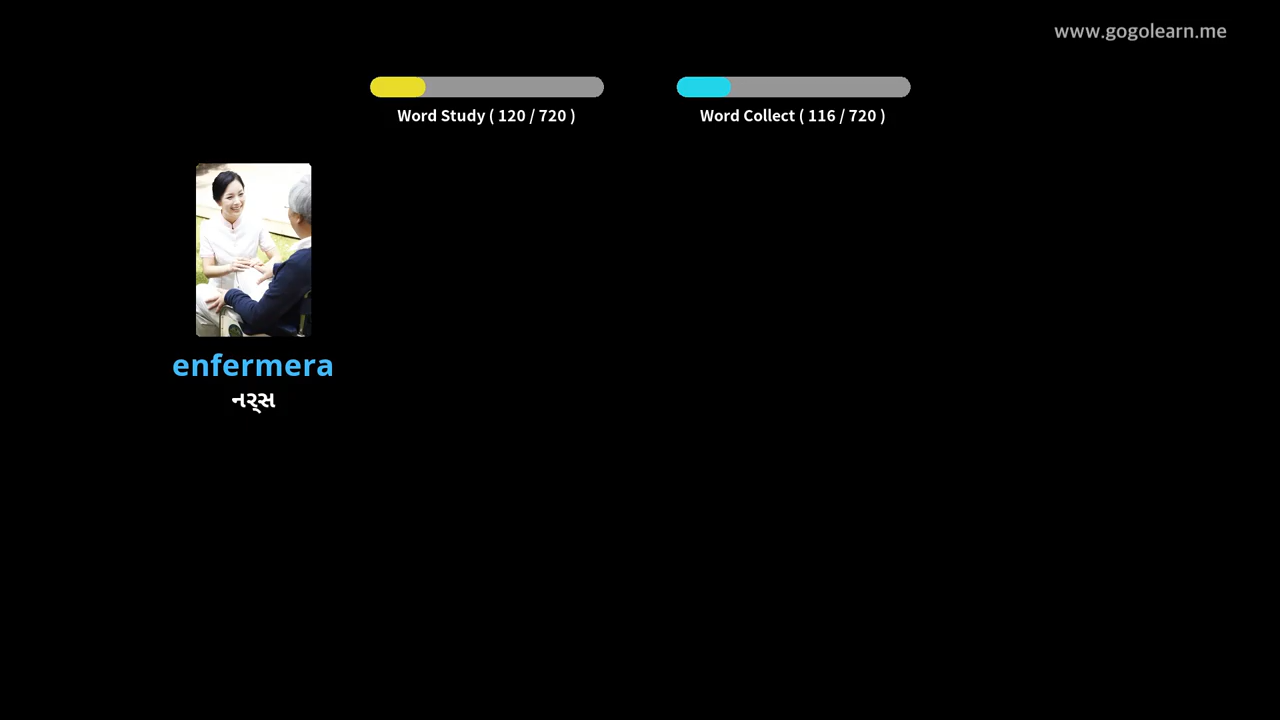 www.gogolearn.me
Word Study ( 120 / 720 )
Word Collect ( 116 / 720 )
enfermera
નર્સ